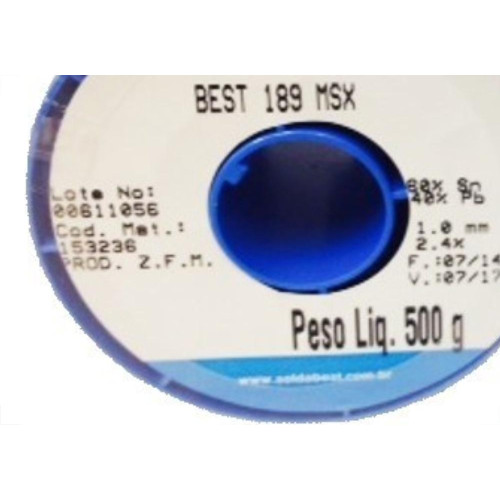 BEST 189 MSX
Lote No:
00611056
Cod. Mat.:
153236
PROD. Z.F.M.
60% Sn
40% Pb
1.0 mm
2.4%
F.:07/14
V.:07/17
Peso Liq. 500 g
www.soldabest.com.br